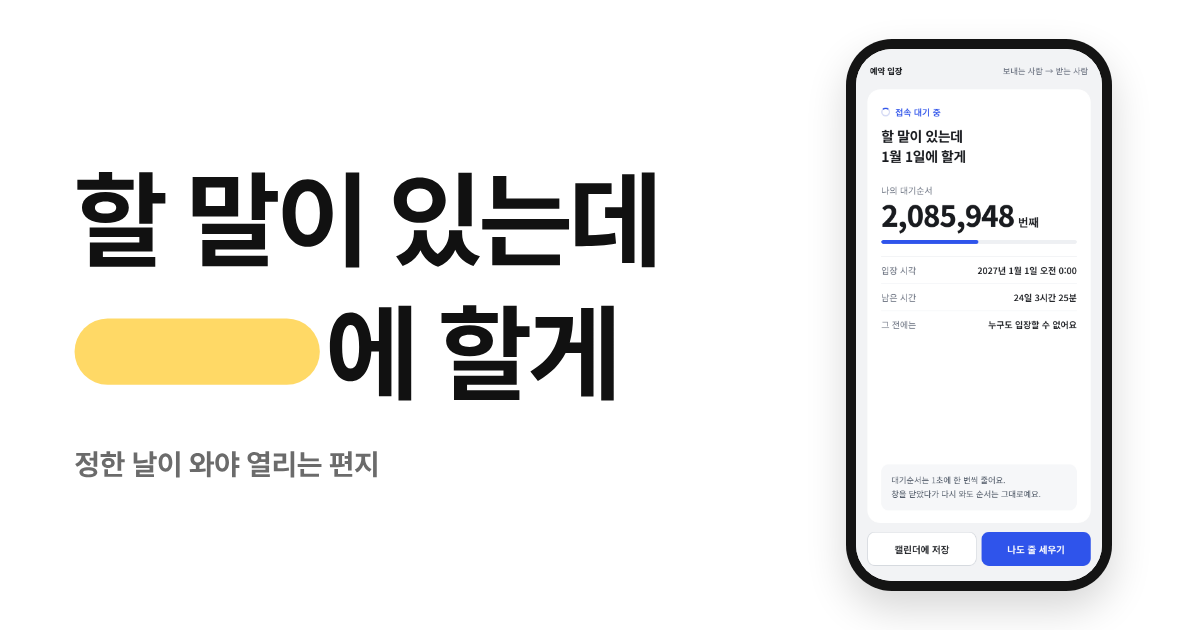 할 말이 있는데
에 할게
정한 날이 와야 열리는 편지
예약 입장
보내는 사람 → 받는 사람
접속 대기 중
할 말이 있는데
1월 1일에 할게
나의 대기순서
2,085,948 번째
입장 시각 2027년 1월 1일 오전 0:00
남은 시간 24일 3시간 25분
그 전에는 누구도 입장할 수 없어요
대기순서는 1초에 한 번씩 줄어요.
창을 닫았다가 다시 와도 순서는 그대로예요.
캘린더에 저장
나도 줄 세우기